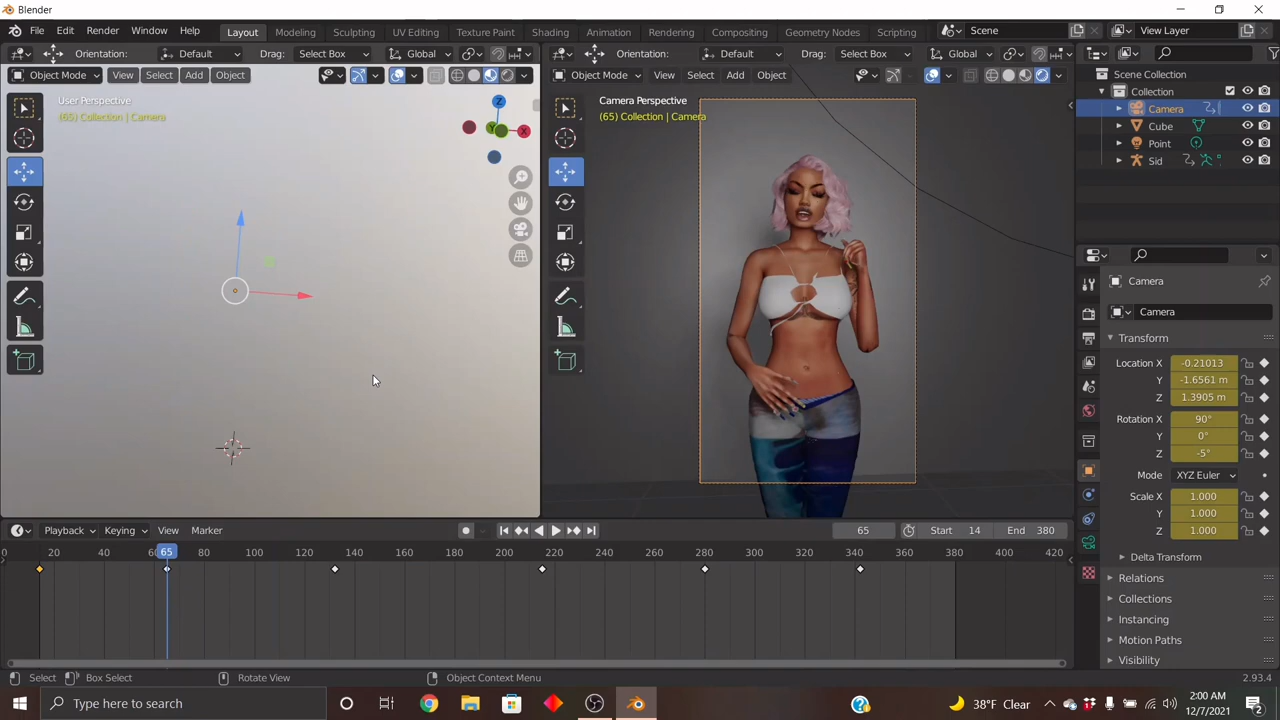 Blender
File Edit Render Window Help Layout Modeling Sculpting UV Editing Texture Paint Shading Animation Rendering Compositing Geometry Nodes Scripting Scene View Layer
Orientation: Default Drag: Select Box Global Orientation: Default Drag: Select Box Global
Object Mode View Select Add Object Object Mode View Select Add Object
Scene Collection
Collection
Camera
Cube
Point
Sid
User Perspective
(65) Collection | Camera
Z
Y
X
Camera Perspective
(65) Collection | Camera
Camera
Camera
Transform
Location X -0.21013
Y -1.6561 m
Z 1.3905 m
Rotation X 90°
Y 0°
Z -5°
Mode XYZ Euler
Scale X 1.000
Y 1.000
Z 1.000
Delta Transform
Relations
Collections
Instancing
Motion Paths
Visibility
Playback Keying View Marker 65 Start 14 End 380
0 20 40 60 65 80 100 120 140 160 180 200 220 240 260 280 300 320 340 360 380 400 420
Select Box Select Rotate View Object Context Menu 2.93.4
Type here to search 38°F Clear 2:00 AM
12/7/2021
2